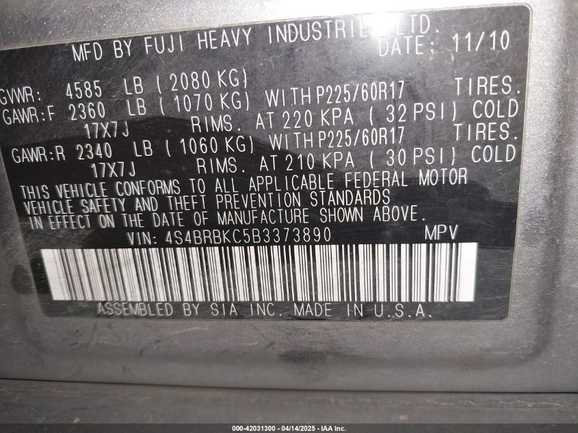 MFD BY FUJI HEAVY INDUSTRIES LTD.
DATE: 11/10
GVWR: 4585 LB (2080 KG)
GAWR:F 2360 LB (1070 KG) WITH P225/60R17 TIRES.
17X7J RIMS. AT 220 KPA (32 PSI) COLD
GAWR:R 2340 LB (1060 KG) WITH P225/60R17 TIRES.
17X7J RIMS. AT 210 KPA (30 PSI) COLD
THIS VEHICLE CONFORMS TO ALL APPLICABLE FEDERAL MOTOR
VEHICLE SAFETY AND THEFT PREVENTION STANDARDS
IN EFFECT ON THE DATE OF MANUFACTURE SHOWN ABOVE.
VIN: 4S4BRBKC5B3373890 MPV
ASSEMBLED BY SIA INC. MADE IN U.S.A.
000-42031300 - 04/14/2025 - IAA Inc.